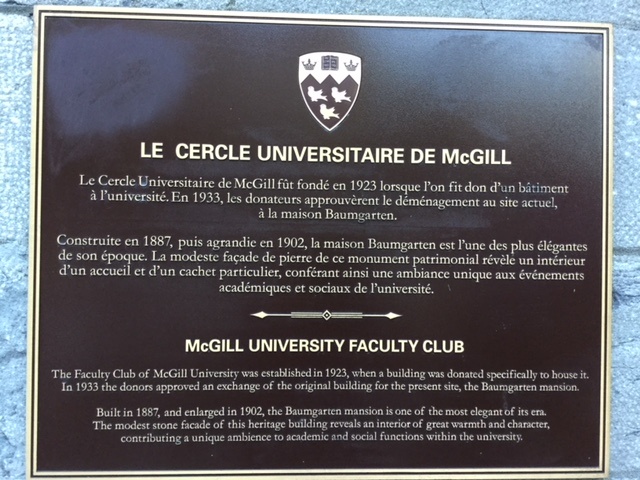 LE CERCLE UNIVERSITAIRE DE McGILL
Le Cercle Universitaire de McGill fût fondé en 1923 lorsque l'on fit don d'un bâtiment
à l'université. En 1933, les donateurs approuvèrent le déménagement au site actuel,
à la maison Baumgarten.
Construite en 1887, puis agrandie en 1902, la maison Baumgarten est l'une des plus élégantes
de son époque. La modeste façade de pierre de ce monument patrimonial révèle un intérieur
d'un accueil et d'un cachet particulier, conférant ainsi une ambiance unique aux événements
académiques et sociaux de l'université.
McGILL UNIVERSITY FACULTY CLUB
The Faculty Club of McGill University was established in 1923, when a building was donated specifically to house it.
In 1933 the donors approved an exchange of the original building for the present site, the Baumgarten mansion.
Built in 1887, and enlarged in 1902, the Baumgarten mansion is one of the most elegant of its era.
The modest stone facade of this heritage building reveals an interior of great warmth and character,
contributing a unique ambience to academic and social functions within the university.